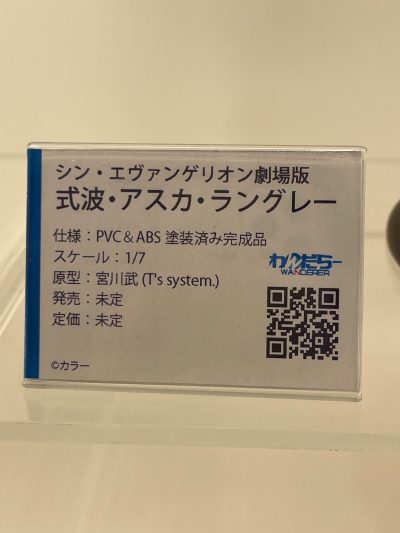 シン・エヴァンゲリオン劇場版
式波・アスカ・ラングレー
仕様：PVC＆ABS 塗装済み完成品
スケール：1/7
原型：宮川武 (T's system.)
発売：未定
定価：未定
わんだらー
WANDERER
©カラー